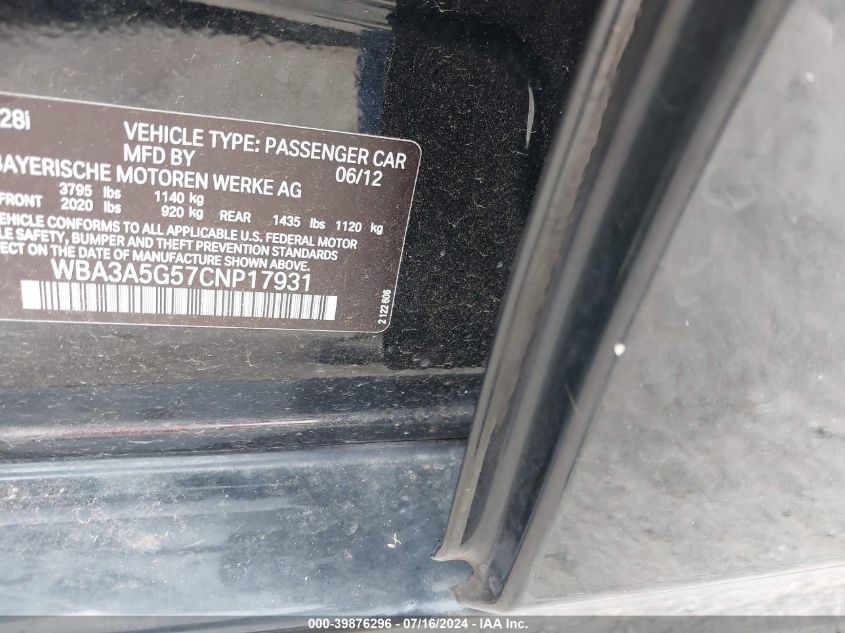 28i
VEHICLE TYPE: PASSENGER CAR
MFD BY 06/12
BAYERISCHE MOTOREN WERKE AG
3795 lbs 1140 kg
FRONT 2020 lbs 920 kg REAR 1435 lbs 1120 kg
VEHICLE CONFORMS TO ALL APPLICABLE U.S. FEDERAL MOTOR
LE SAFETY, BUMPER AND THEFT PREVENTION STANDARDS
ECT ON THE DATE OF MANUFACTURE SHOWN ABOVE.
WBA3A5G57CNP17931
2 122 606
000-39876296 - 07/16/2024 - IAA Inc.